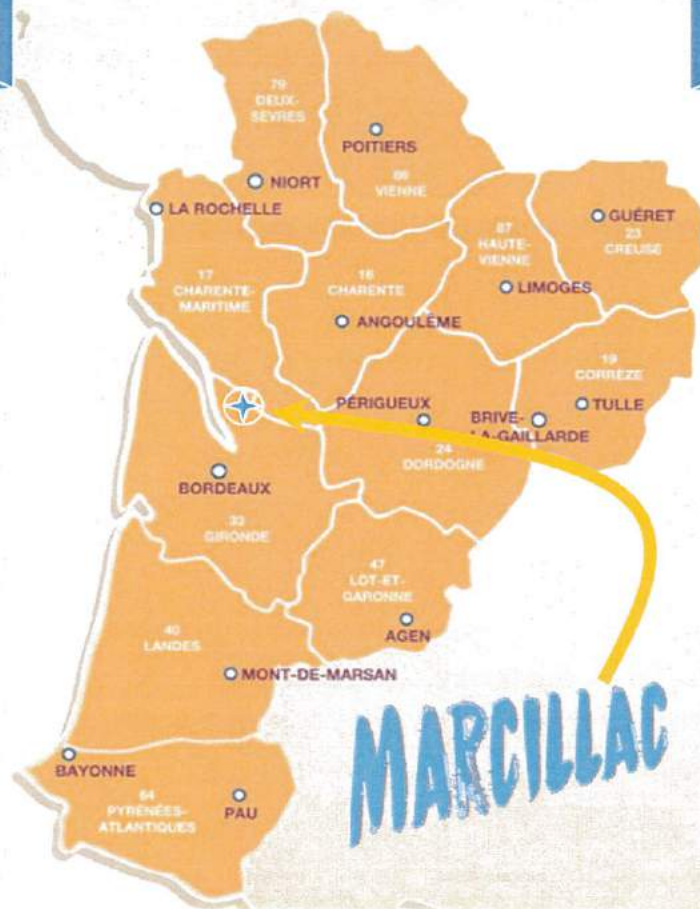 79
DEUX-
SEVRES
POITIERS
86
VIENNE
NIORT
LA ROCHELLE
GUÉRET
23
CREUSE
87
HAUTE-
VIENNE
17
CHARENTE-
MARITIME
16
CHARENTE
LIMOGES
ANGOULÊME
19
CORRÈZE
PÉRIGUEUX
TULLE
BRIVE-
LA-GAILLARDE
24
DORDOGNE
BORDEAUX
33
GIRONDE
47
LOT-ET-
GARONNE
AGEN
40
LANDES
MONT-DE-MARSAN
MARCILLAC
BAYONNE
64
PYRÉNÉES-
ATLANTIQUES
PAU